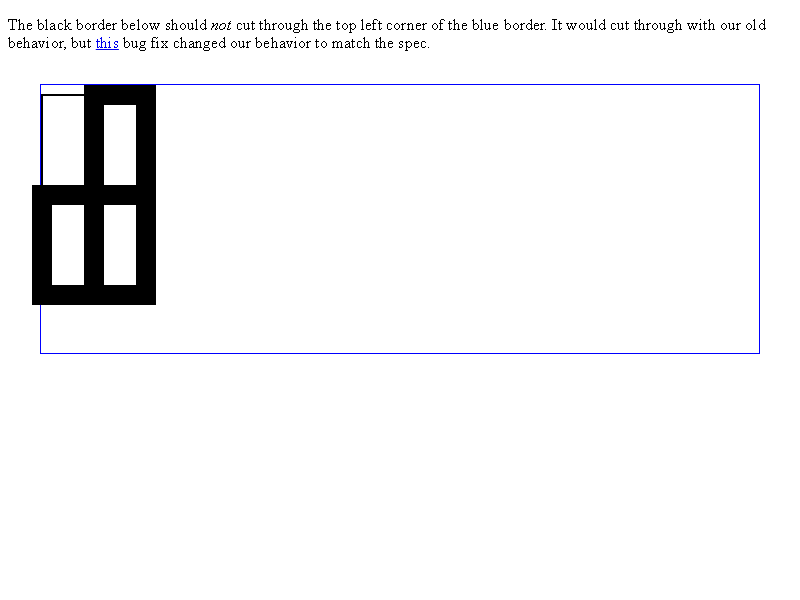 The black border below should not cut through the top left corner of the blue border. It would cut through with our old
behavior, but this bug fix changed our behavior to match the spec.